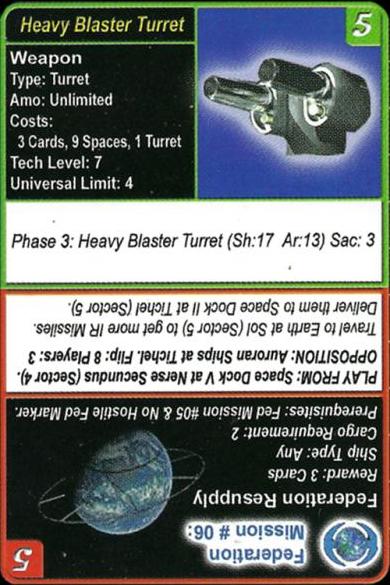 Heavy Blaster Turret
5
Weapon
Type: Turret
Amo: Unlimited
Costs:
3 Cards, 9 Spaces, 1 Turret
Tech Level: 7
Universal Limit: 4
Phase 3: Heavy Blaster Turret (Sh:17 Ar:13) Sac: 3
Federation
Mission # 06:
5
Federation Resupply
Reward: 3 Cards
Ship Type: Any
Cargo Requirement: 2
Prerequisites: Fed Mission #05 & No Hostile Fed Marker.
PLAY FROM: Space Dock V at Nerse Secundus (Sector 4).
OPPOSITION: Auroran Ships at Tichel, Flip: 8 Players: 3
Travel to Earth at Sol (Sector 5) to get more IR Missiles.
Deliver them to Space Dock II at Tichel (Sector 5).